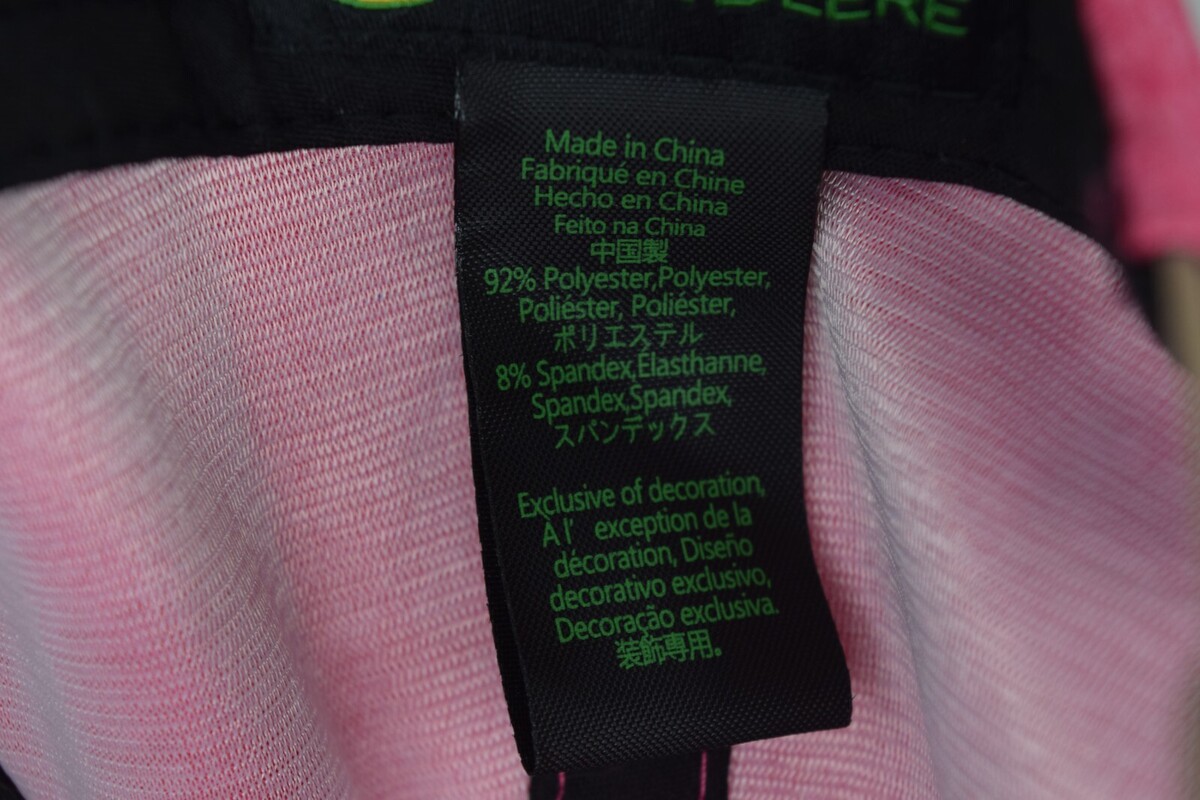 DEERE
Made in China
Fabriqué en Chine
Hecho en China
Feito na China
中国製
92% Polyester,Polyester,
Poliéster, Poliéster,
ポリエステル
8% Spandex,Élasthanne,
Spandex,Spandex,
スパンデックス
Exclusive of decoration,
À l' exception de la
décoration, Diseño
decorativo exclusivo,
Decoração exclusiva.
装飾専用。